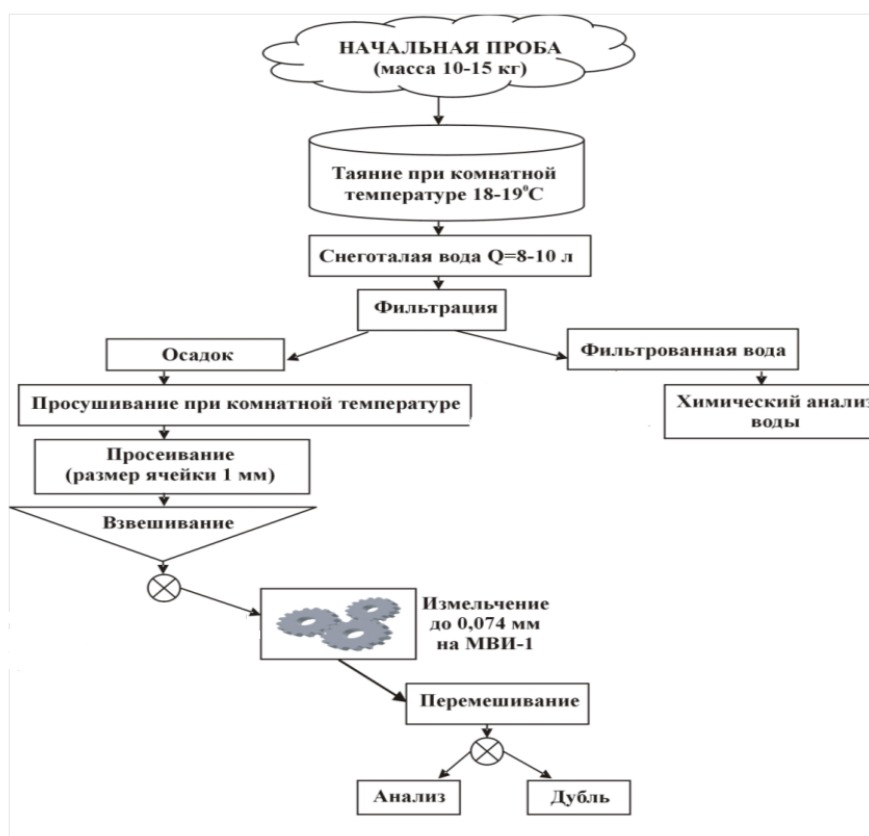 НАЧАЛЬНАЯ ПРОБА
(масса 10-15 кг)
Таяние при комнатной
температуре 18-19⁰С
Снеготалая вода Q=8-10 л
Фильтрация
Осадок
Фильтрованная вода
Просушивание при комнатной температуре
Химический анализ
воды
Просеивание
(размер ячейки 1 мм)
Взвешивание
Измельчение
до 0,074 мм
на МВИ-1
Перемешивание
Анализ
Дубль